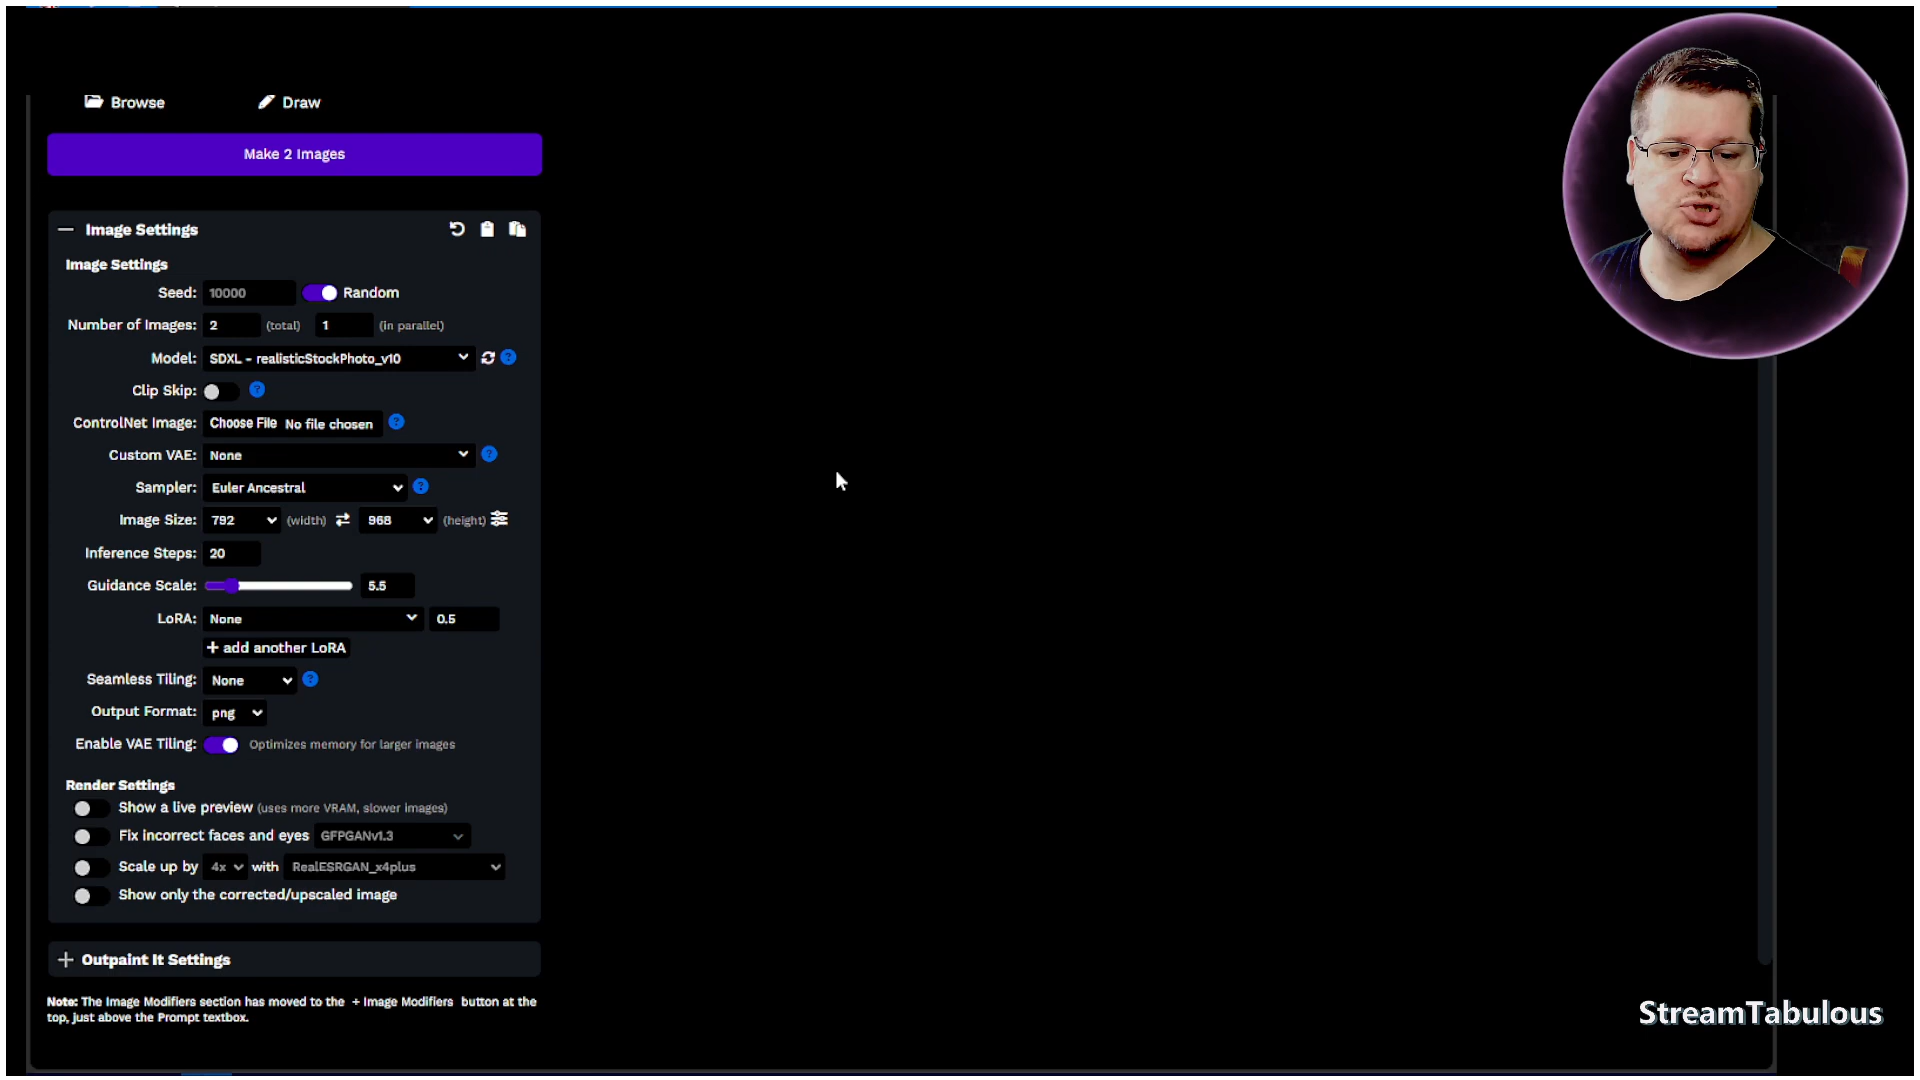 Browse Draw
Make 2 Images
Image Settings
Image Settings
Seed: 10000 Random
Number of Images: 2 (total) 1 (in parallel)
Model: SDXL - realisticStockPhoto_v10 ?
Clip Skip: ?
ControlNet Image: Choose File No file chosen ?
Custom VAE: None ?
Sampler: Euler Ancestral ?
Image Size: 792 (width) 968 (height)
Inference Steps: 20
Guidance Scale: 5.5
LoRA: None 0.5
+ add another LoRA
Seamless Tiling: None ?
Output Format: png
Enable VAE Tiling: Optimizes memory for larger images
Render Settings
Show a live preview (uses more VRAM, slower images)
Fix incorrect faces and eyes GFPGANv1.3
Scale up by 4x with RealESRGAN_x4plus
Show only the corrected/upscaled image
Outpaint It Settings
Note: The Image Modifiers section has moved to the + Image Modifiers button at the
top, just above the Prompt textbox.
StreamTabulous